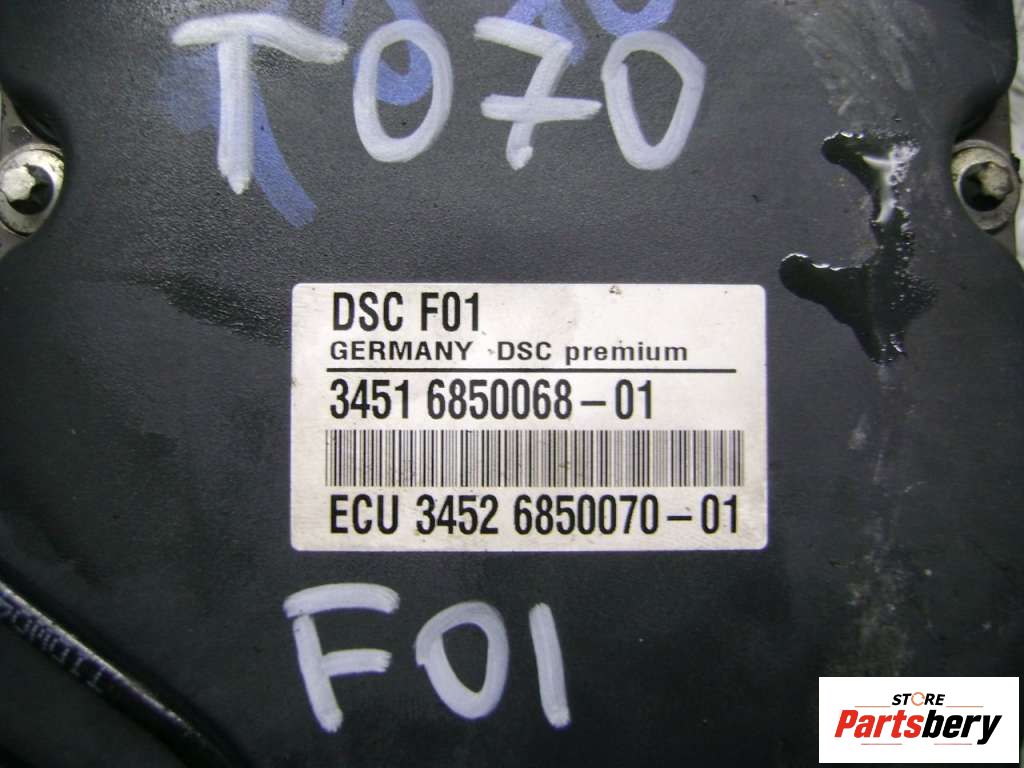 T070
DSC F01
GERMANY DSC premium
3451 6850068-01
ECU 3452 6850070-01
F01
STORE
Partsbery